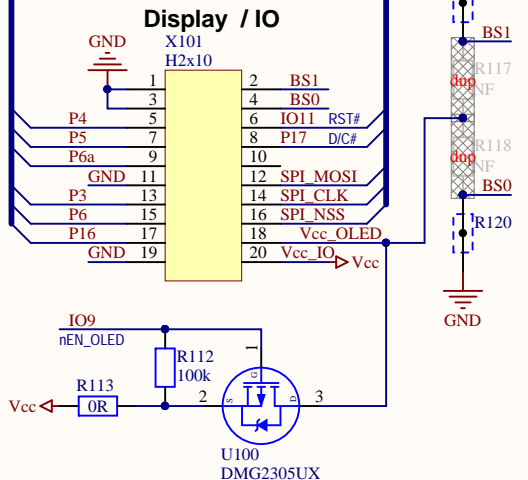 Display / IO
GND
X101
H2x10
BS1
1 2 BS1
3 4 BS0
P4 5 6 IO11 RST#
P5 7 8 P17 D/C#
P6a 9 10
GND 11 12 SPI_MOSI
P3 13 14 SPI_CLK
P6 15 16 SPI_NSS
P16 17 18 Vcc_OLED
GND 19 20 Vcc_IO Vcc
R117
dnp
NF
R118
dnp
NF
BS0
R120
GND
IO9
nEN_OLED
1
R112
100k
G
R113
Vcc 0R 2 S D 3
U100
DMG2305UX